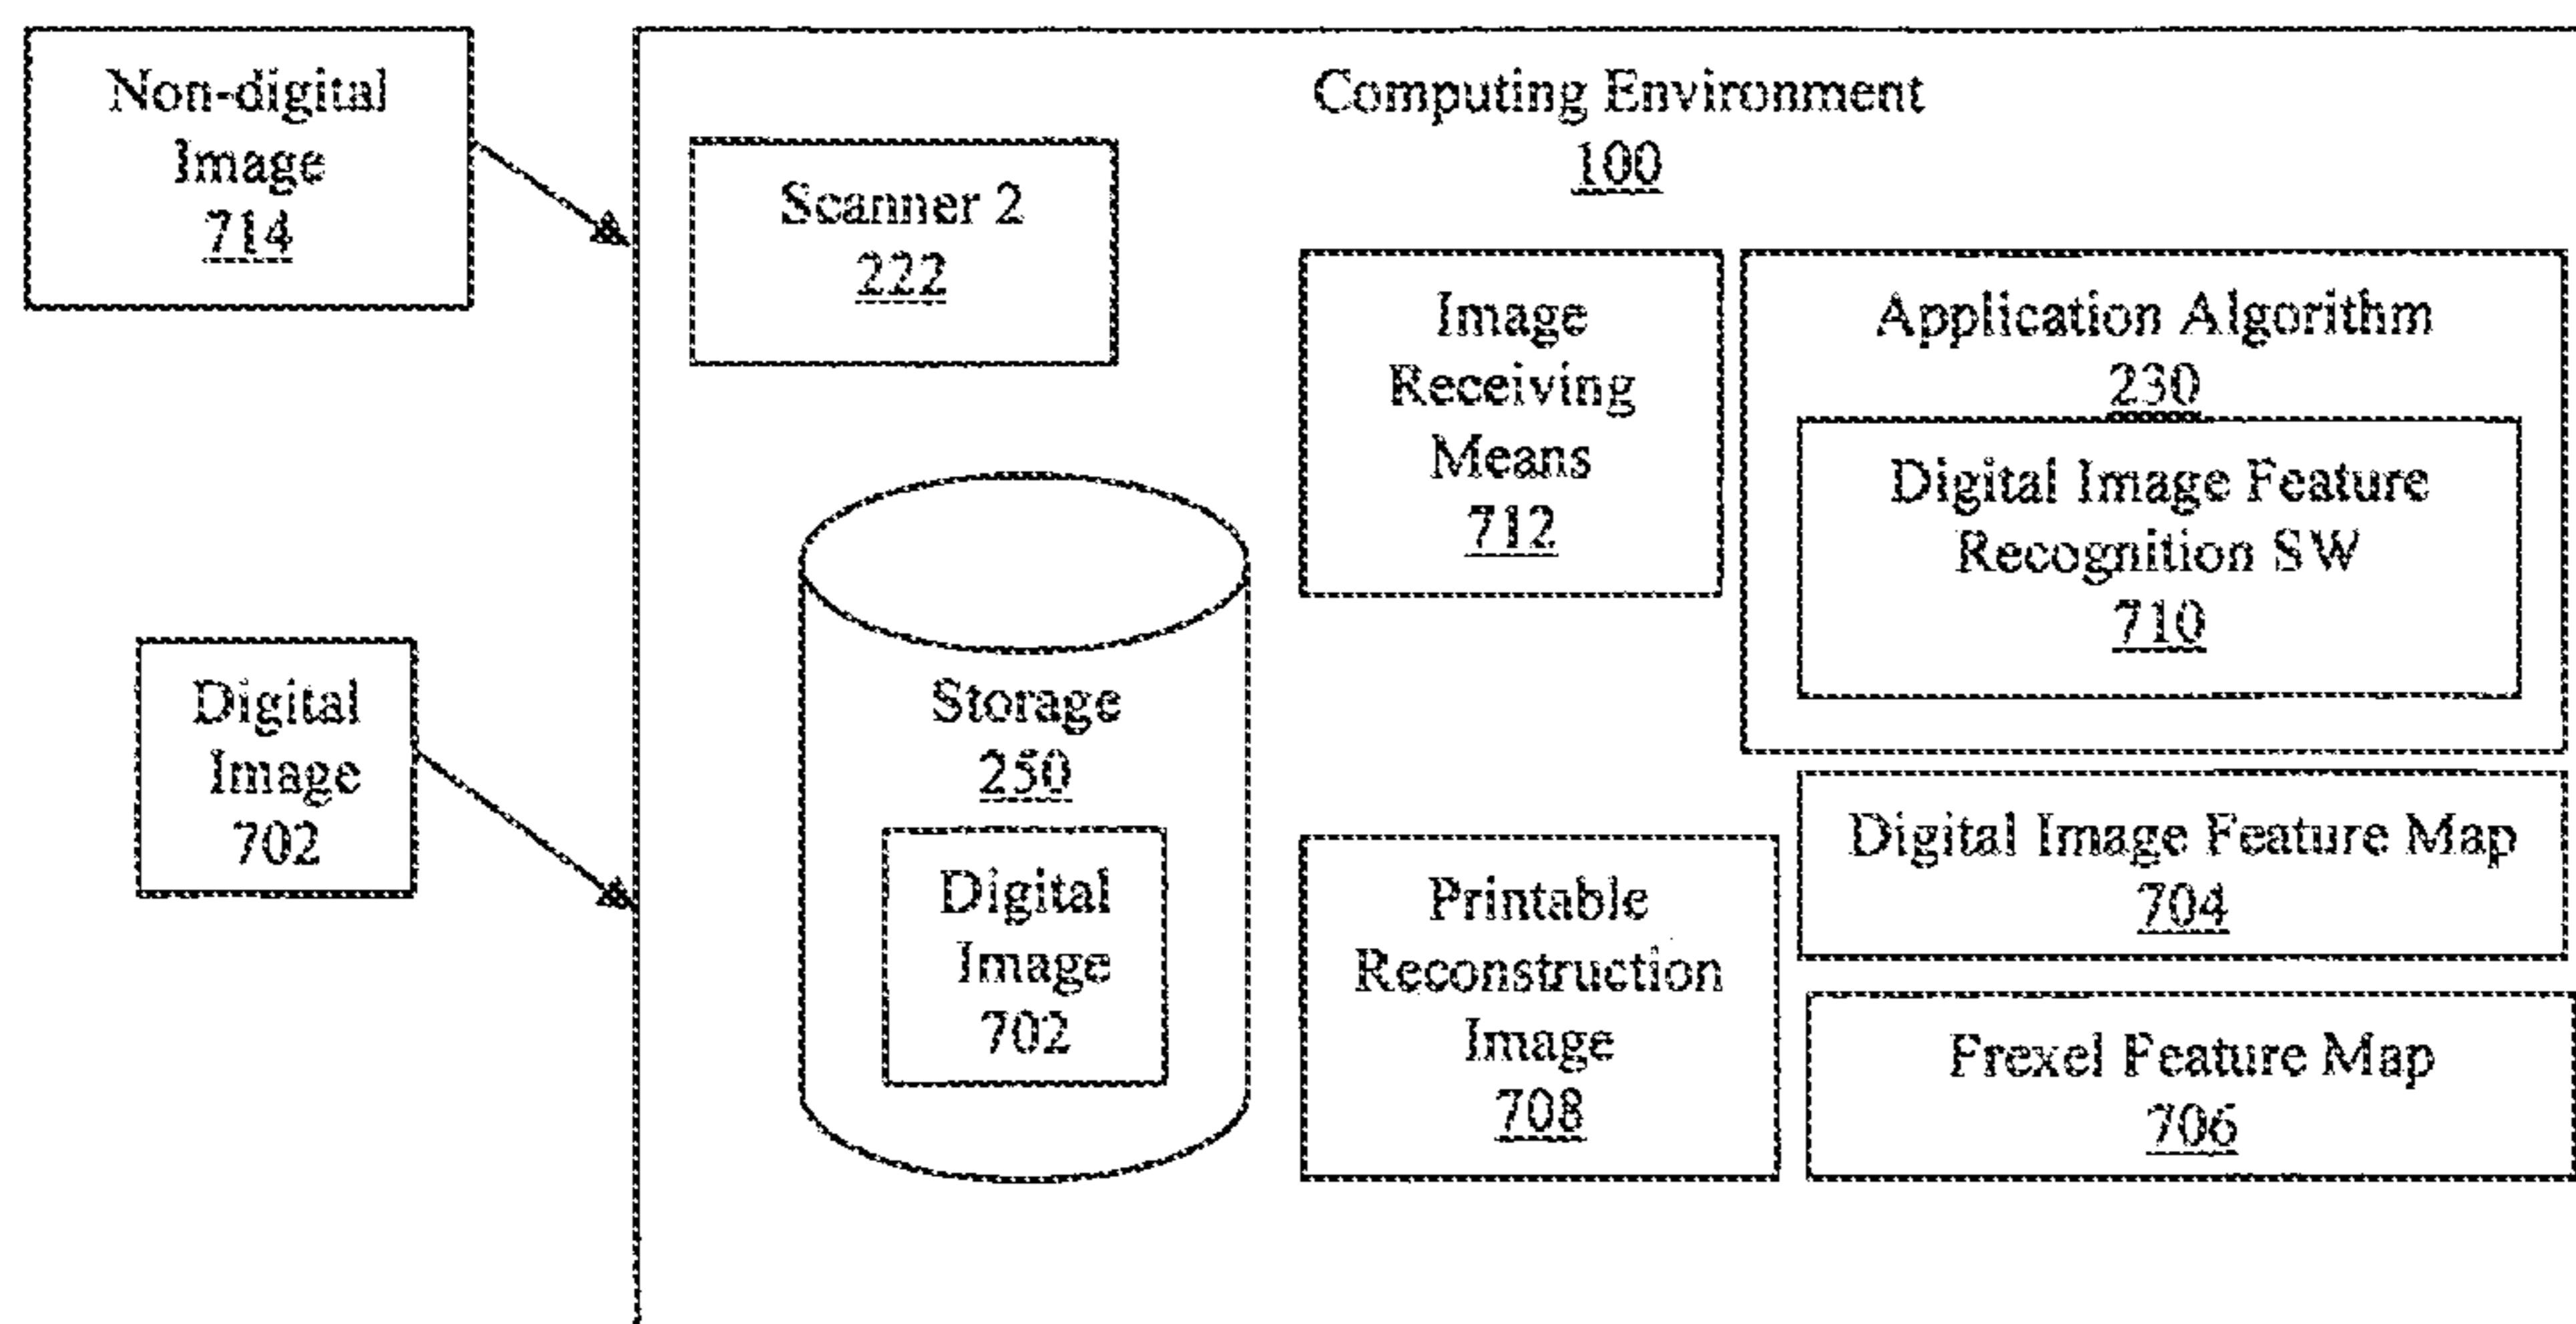 Non-digital
Image
714
Computing Environment
100
Scanner 2
222
Image
Receiving
Means
712
Application Algorithm
230
Digital Image Feature
Recognition SW
710
Digital
Image
702
Storage
250
Digital
Image
702
Printable
Reconstruction
Image
708
Digital Image Feature Map
704
Frexel Feature Map
706